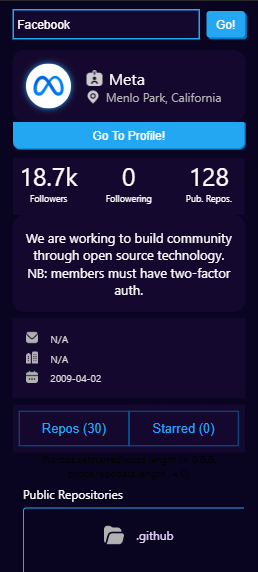 Facebook
Go!
Meta
Menlo Park, California
Go To Profile!
18.7k
0
128
Followers
Following
Pub. Repos.
We are working to build community
through open source technology.
NB: members must have two-factor
auth.
N/A
N/A
2009-04-02
Repos (30)
Starred (0)
Public Repositories
.github